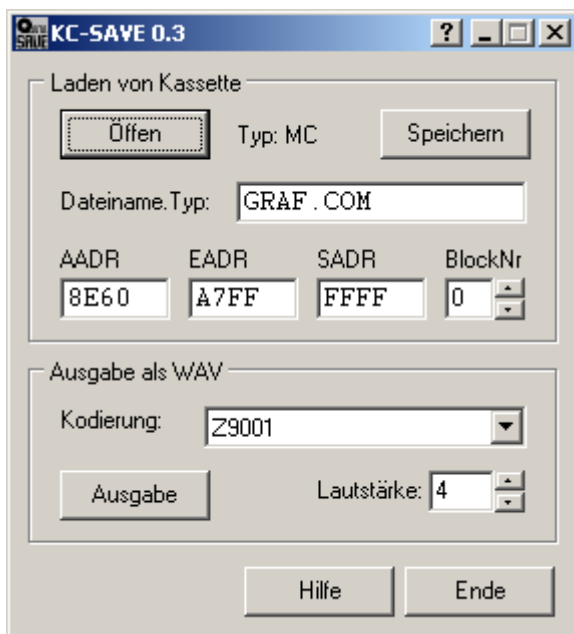 KC-SAVE 0.3
Laden von Kassette
Öffen Typ: MC Speichern
Dateiname.Typ: GRAF.COM
AADR EADR SADR BlockNr
8E60 A7FF FFFF 0
Ausgabe als WAV
Kodierung: Z9001
Ausgabe Lautstärke: 4
Hilfe Ende